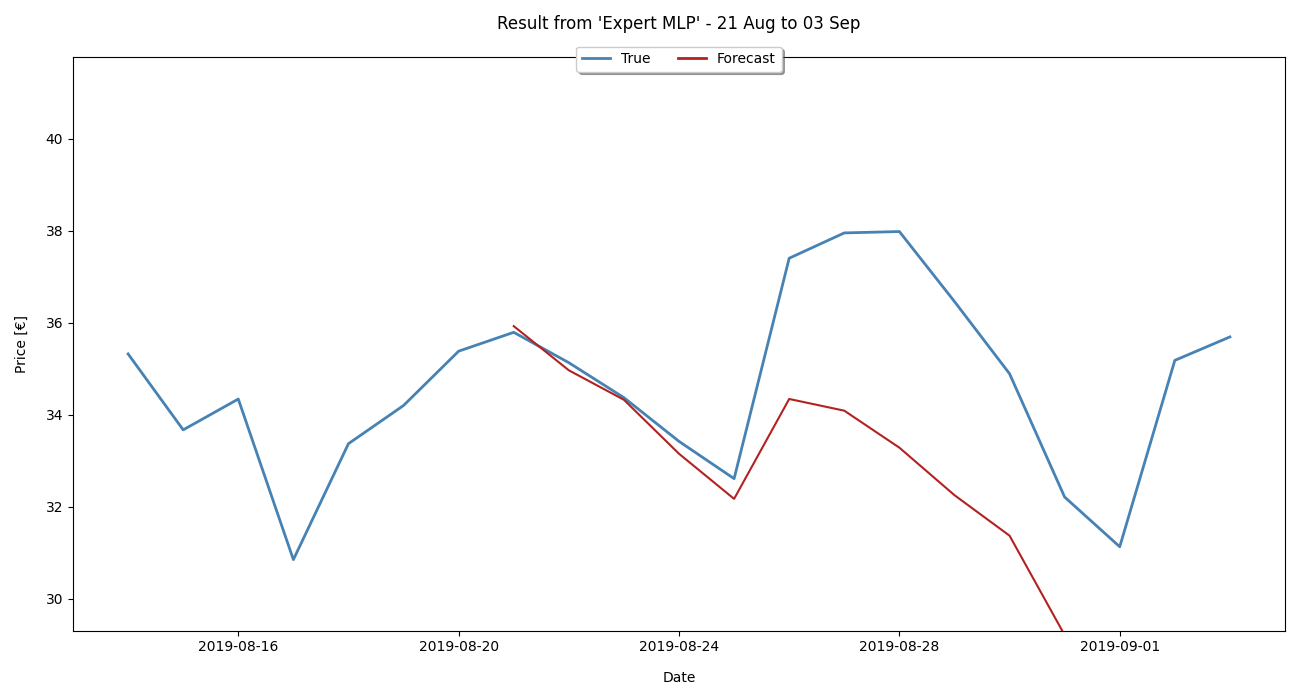 Result from 'Expert MLP' - 21 Aug to 03 Sep
True Forecast
Price [€]
40
38
36
34
32
30
2019-08-16 2019-08-20 2019-08-24 2019-08-28 2019-09-01
Date